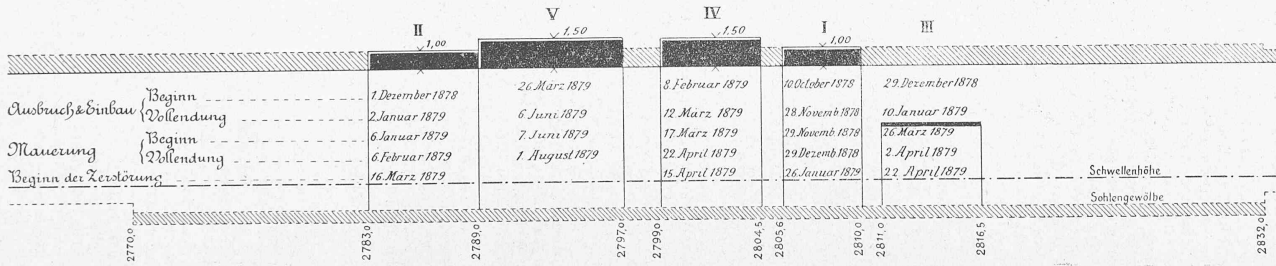 II V IV I III
1,00 1,50 1,50 1,00
Ausbruch & Einbau
Beginn 1. Dezember 1878 26 März 1879 8. Februar 1879 10 October 1878 29. Dezember 1878
Vollendung 2 Januar 1879 6 Juni 1879 12. März 1879 28 Novemb 1878 10. Januar 1879
Mauerung
Beginn 6 Januar 1879 7. Juni 1879 17. März 1879 29 Novemb. 1878 26 März 1879
Vollendung 6. Februar 1879 1. August 1879 22. April 1879 29 Dezemb 1878 2. April 1879
Beginn der Zerstörung 16. März 1879 15. April 1879 26 Januar 1879 22. April 1879
Schwellenhöhe
Sohlengewölbe
2770,0 2783,0 2789,0 2797,0 2799,0 2804,5 2805,6 2810,0 2811,0 2816,5 2832,0